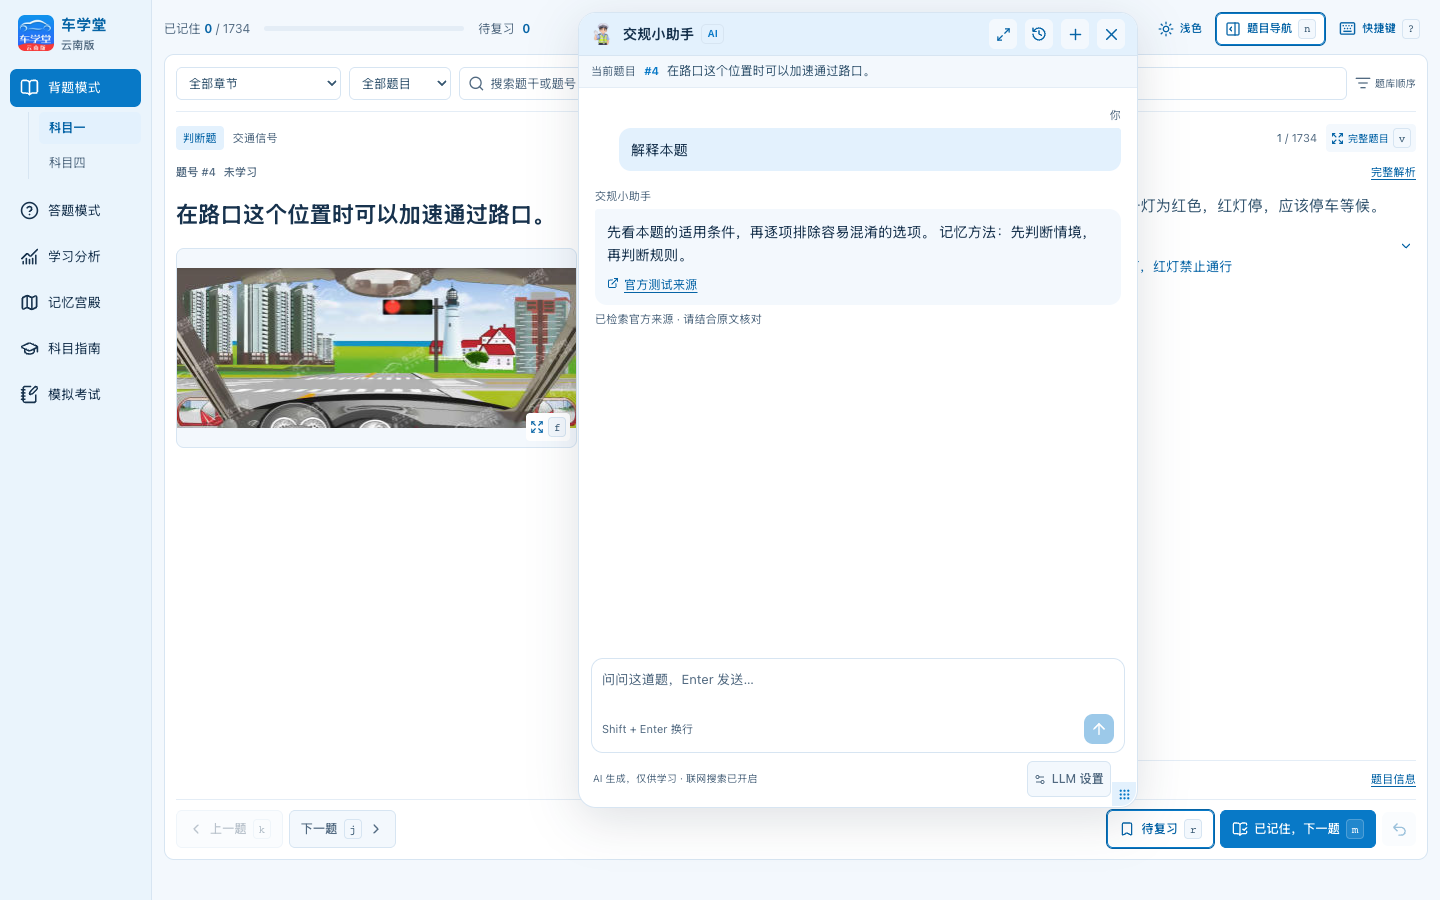 车学堂
云南版
背题模式
科目一
科目四
答题模式
学习分析
记忆宫殿
科目指南
模拟考试
已记住 0 / 1734
待复习 0
浅色
题目导航 n
快捷键 ?
全部章节
全部题目
搜索题干或题号
题库顺序
判断题 交通信号
1 / 1734
完整题目 v
题号 #4 未学习
完整解析
在路口这个位置时可以加速通过路口。
灯为红色，红灯停，应该停车等候。
，红灯禁止通行
f
交规小助手 AI
当前题目 #4 在路口这个位置时可以加速通过路口。
你
解释本题
交规小助手
先看本题的适用条件，再逐项排除容易混淆的选项。 记忆方法：先判断情境，
再判断规则。
官方测试来源
已检索官方来源 · 请结合原文核对
问问这道题，Enter 发送...
Shift + Enter 换行
AI 生成，仅供学习 · 联网搜索已开启
LLM 设置
题目信息
上一题 k
下一题 j
待复习 r
已记住，下一题 m